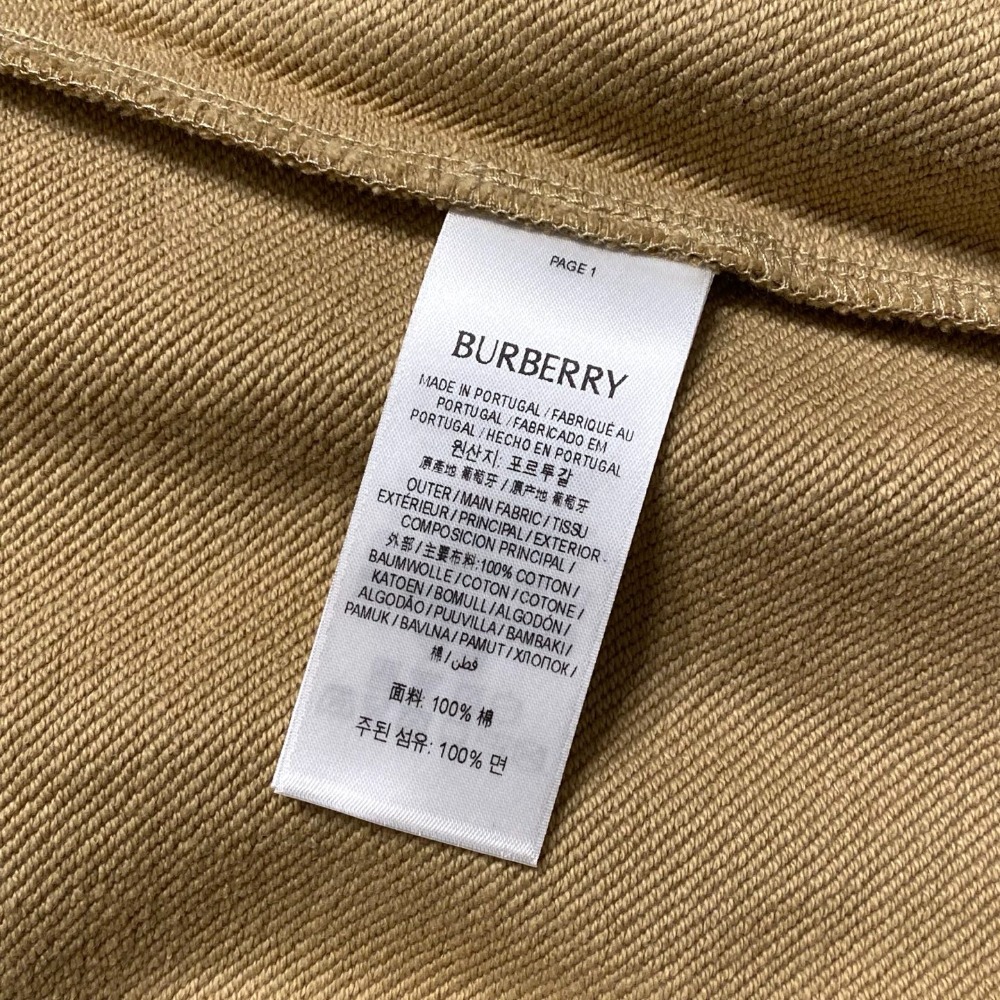 PAGE 1
BURBERRY
MADE IN PORTUGAL / FABRIQUÉ AU
PORTUGAL / FABRICADO EM
PORTUGAL / HECHO EN PORTUGAL
원산지: 포르투갈
原產地 葡萄牙 / 原产地 葡萄牙
OUTER / MAIN FABRIC / TISSU
EXTÉRIEUR / PRINCIPAL / EXTERIOR -
COMPOSICION PRINCIPAL /
外部 / 主要布料:100% COTTON /
BAUMWOLLE / COTON / COTONE /
KATOEN / BOMULL / ALGODÓN /
ALGODÃO / PUUVILLA / BAMBAKI /
PAMUK / BAVLNA / PAMUT / ХЛОПОК /
棉 / قطن
面料: 100% 棉
주된 섬유: 100% 면